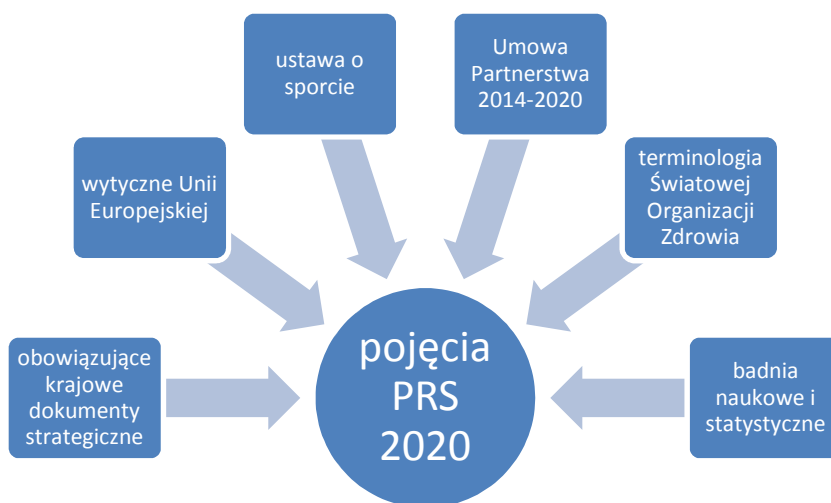 ustawa o
sporcie
Umowa
Partnerstwa
2014-2020
wytyczne Unii
Europejskiej
terminologia
Światowej
Organizacji
Zdrowia
obowiązujące
krajowe
dokumenty
strategiczne
pojęcia
PRS
2020
badnia
naukowe i
statystyczne